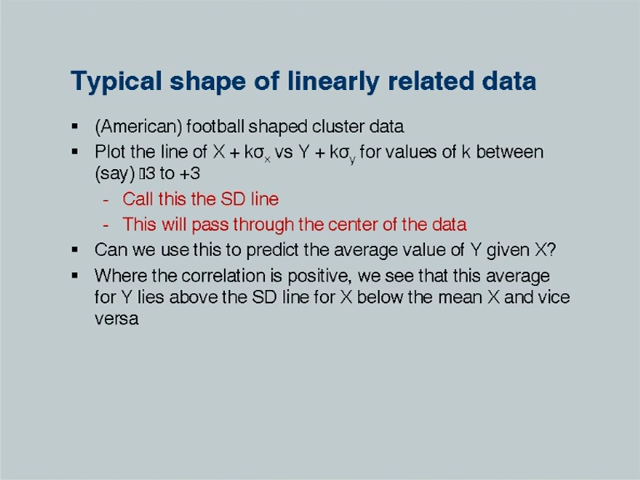 Typical shape of linearly related data
▪ (American) football shaped cluster data
▪ Plot the line of X + kσx vs Y + kσy for values of k between
(say) 3 to +3
- Call this the SD line
- This will pass through the center of the data
▪ Can we use this to predict the average value of Y given X?
▪ Where the correlation is positive, we see that this average
for Y lies above the SD line for X below the mean X and vice
versa